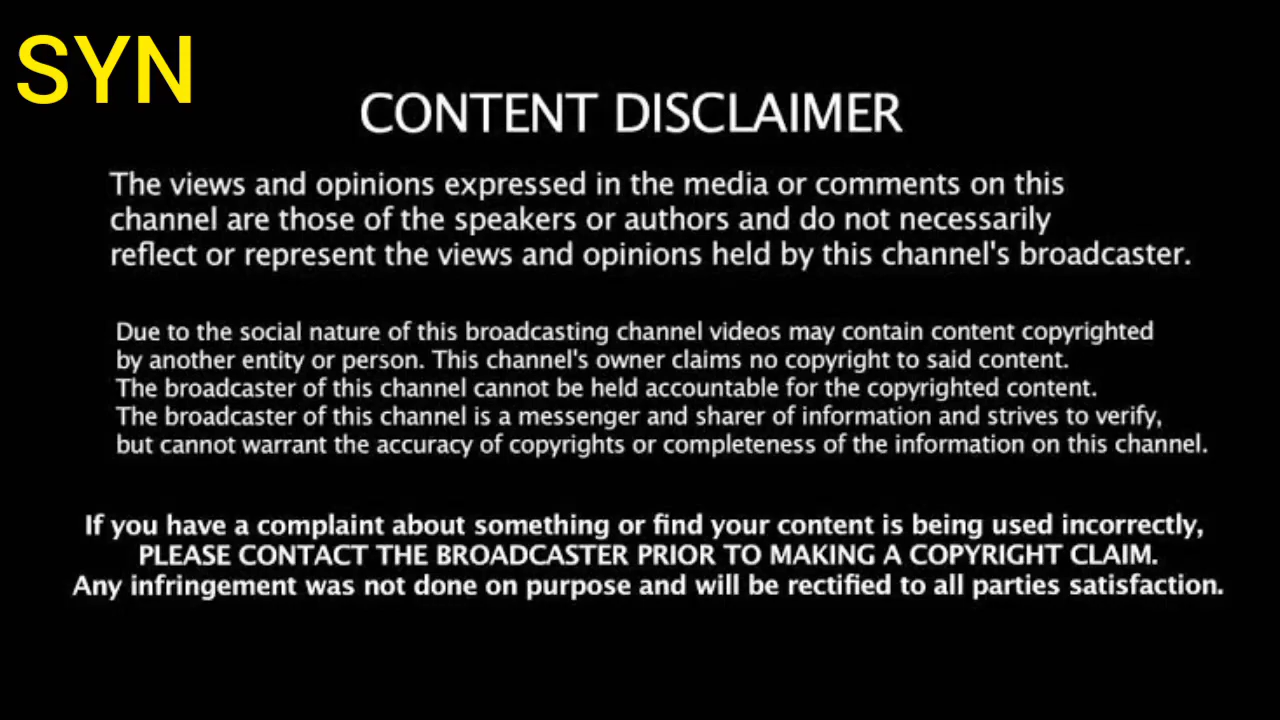 SYN
CONTENT DISCLAIMER
The views and opinions expressed in the media or comments on this
channel are those of the speakers or authors and do not necessarily
reflect or represent the views and opinions held by this channel's broadcaster.
Due to the social nature of this broadcasting channel videos may contain content copyrighted
by another entity or person. This channel's owner claims no copyright to said content.
The broadcaster of this channel cannot be held accountable for the copyrighted content.
The broadcaster of this channel is a messenger and sharer of information and strives to verify,
but cannot warrant the accuracy of copyrights or completeness of the information on this channel.
If you have a complaint about something or find your content is being used incorrectly,
PLEASE CONTACT THE BROADCASTER PRIOR TO MAKING A COPYRIGHT CLAIM.
Any infringement was not done on purpose and will be rectified to all parties satisfaction.